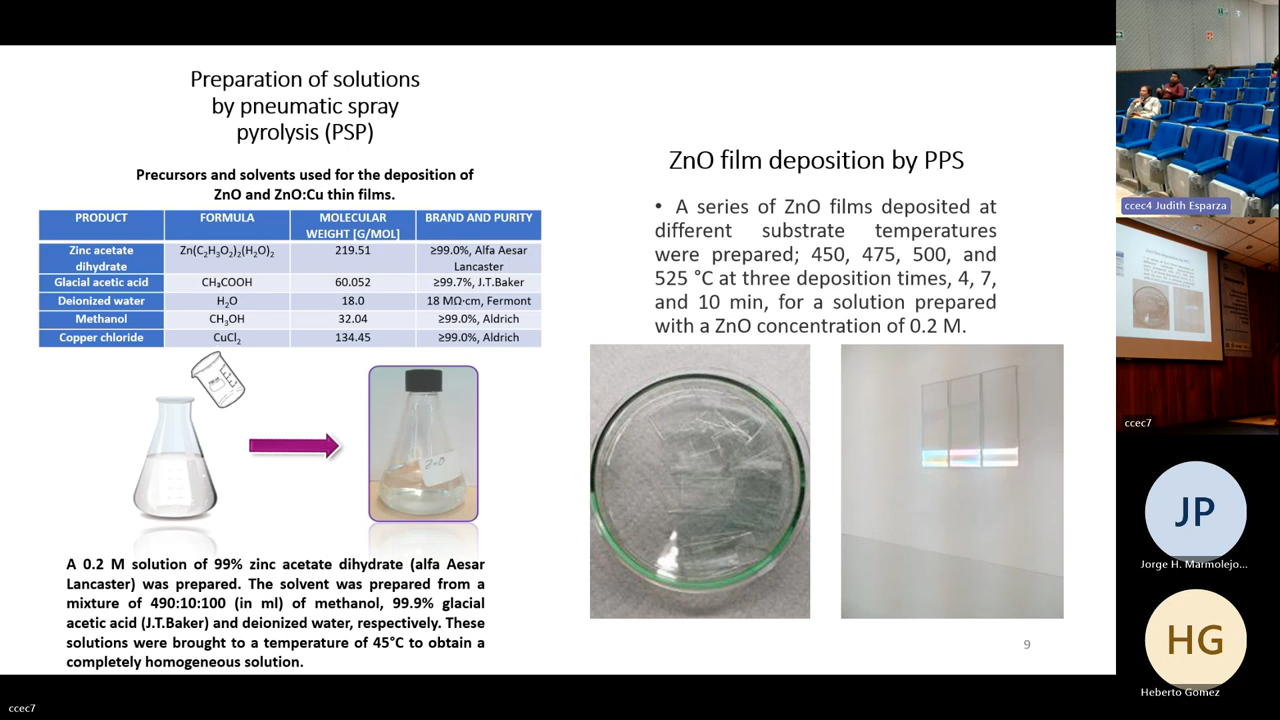 Preparation of solutions
by pneumatic spray
pyrolysis (PSP)
Precursors and solvents used for the deposition of
ZnO and ZnO:Cu thin films.
PRODUCT FORMULA MOLECULAR WEIGHT [G/MOL] BRAND AND PURITY
Zinc acetate dihydrate Zn(C₂H₃O₂)₂(H₂O)₂ 219.51 ≥99.0%, Alfa Aesar Lancaster
Glacial acetic acid CH₃COOH 60.052 ≥99.7%, J.T.Baker
Deionized water H₂O 18.0 18 MΩ·cm, Fermont
Methanol CH₃OH 32.04 ≥99.0%, Aldrich
Copper chloride CuCl₂ 134.45 ≥99.0%, Aldrich
ZnO
A 0.2 M solution of 99% zinc acetate dihydrate (alfa Aesar
Lancaster) was prepared. The solvent was prepared from a
mixture of 490:10:100 (in ml) of methanol, 99.9% glacial
acetic acid (J.T.Baker) and deionized water, respectively. These
solutions were brought to a temperature of 45°C to obtain a
completely homogeneous solution.
ZnO film deposition by PPS
• A series of ZnO films deposited at
different substrate temperatures
were prepared; 450, 475, 500, and
525 °C at three deposition times, 4, 7,
and 10 min, for a solution prepared
with a ZnO concentration of 0.2 M.
9
ccec4 Judith Esparza
ccec7
JP
Jorge H. Marmolejo...
HG
Heberto Gomez
ccec7